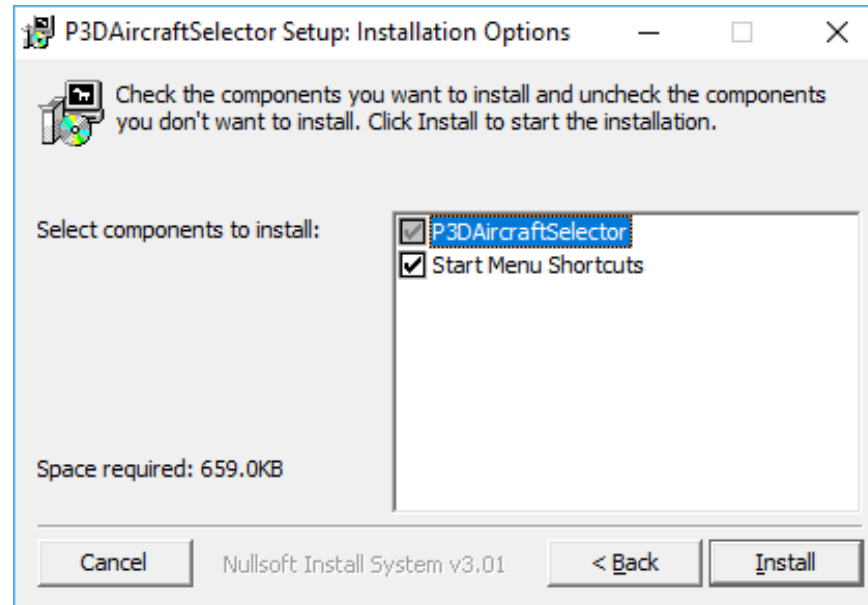 P3DAircraftSelector Setup: Installation Options
Check the components you want to install and uncheck the components
you don't want to install. Click Install to start the installation.
Select components to install:
P3DAircraftSelector
Start Menu Shortcuts
Space required: 659.0KB
Cancel
Nullsoft Install System v3.01
< Back
Install